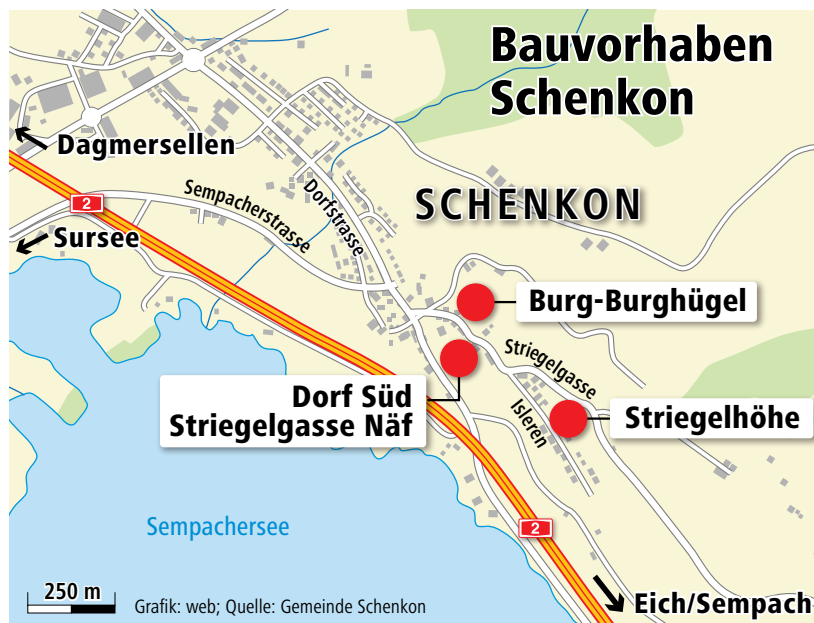 Bauvorhaben
Schenkon
Dagmersellen
2
Sempacherstrasse
Dorfstrasse
SCHENKON
Sursee
Burg-Burghügel
Striegelgasse
Dorf Süd
Striegelgasse Näf
Isleren
Striegelhöhe
Sempachersee
2
250 m
Grafik: web; Quelle: Gemeinde Schenkon
Eich/Sempach